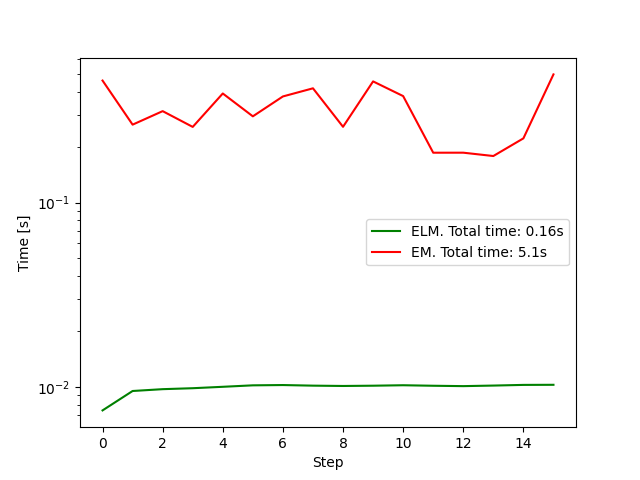 10⁻¹
10⁻²
Time [s]
ELM. Total time: 0.16s
EM. Total time: 5.1s
0 2 4 6 8 10 12 14
Step